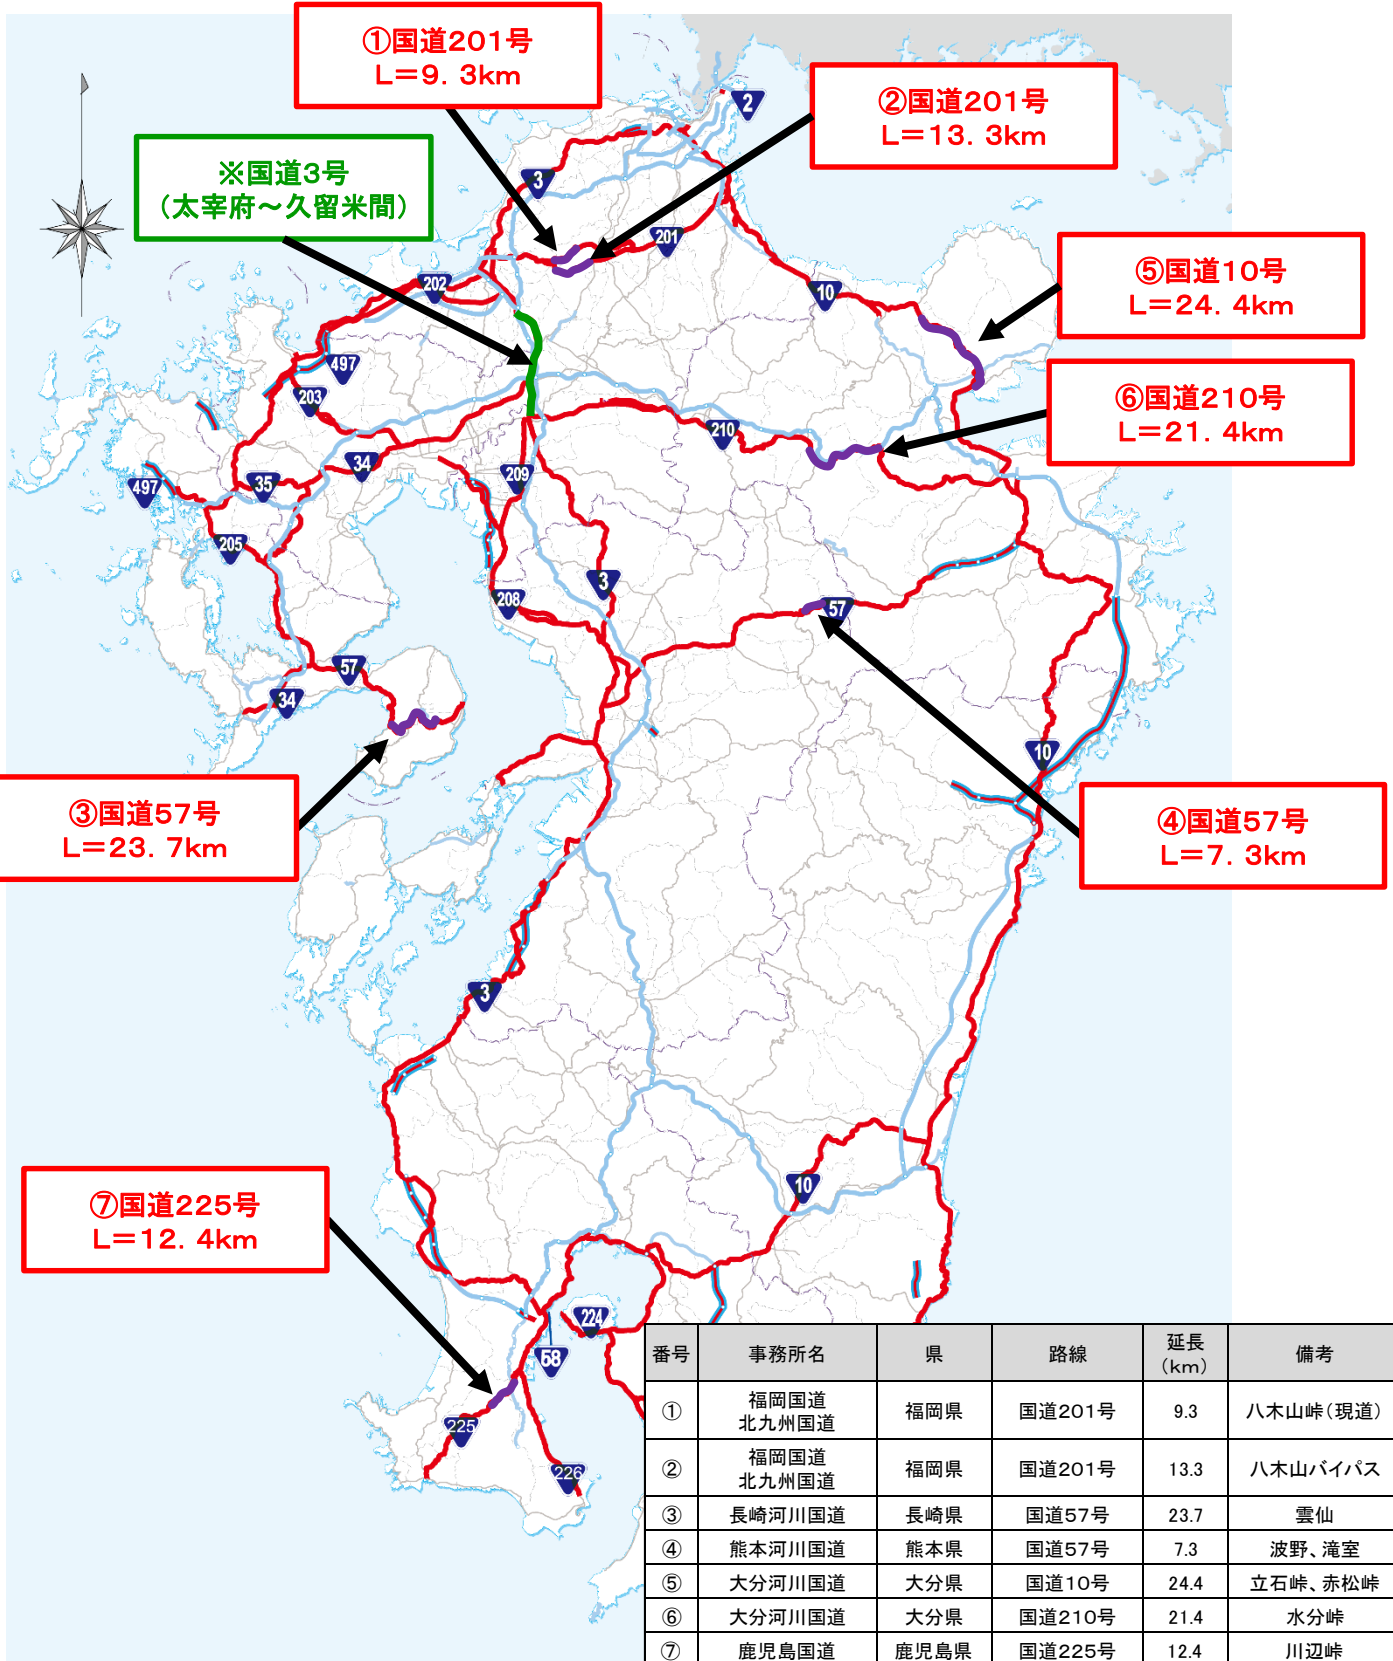 ①国道201号
L=9.3km
②国道201号
L=13.3km
※国道3号
(太宰府～久留米間)
⑤国道10号
L=24.4km
⑥国道210号
L=21.4km
③国道57号
L=23.7km
④国道57号
L=7.3km
⑦国道225号
L=12.4km
2
3
201
202
10
497
203
210
34
209
35
497
205
208
3
57
57
34
10
3
10
224
58
225
226
番号 事務所名 県 路線 延長(km) 備考
① 福岡国道 北九州国道 福岡県 国道201号 9.3 八木山峠(現道)
② 福岡国道 北九州国道 福岡県 国道201号 13.3 八木山バイパス
③ 長崎河川国道 長崎県 国道57号 23.7 雲仙
④ 熊本河川国道 熊本県 国道57号 7.3 波野、滝室
⑤ 大分河川国道 大分県 国道10号 24.4 立石峠、赤松峠
⑥ 大分河川国道 大分県 国道210号 21.4 水分峠
⑦ 鹿児島国道 鹿児島県 国道225号 12.4 川辺峠